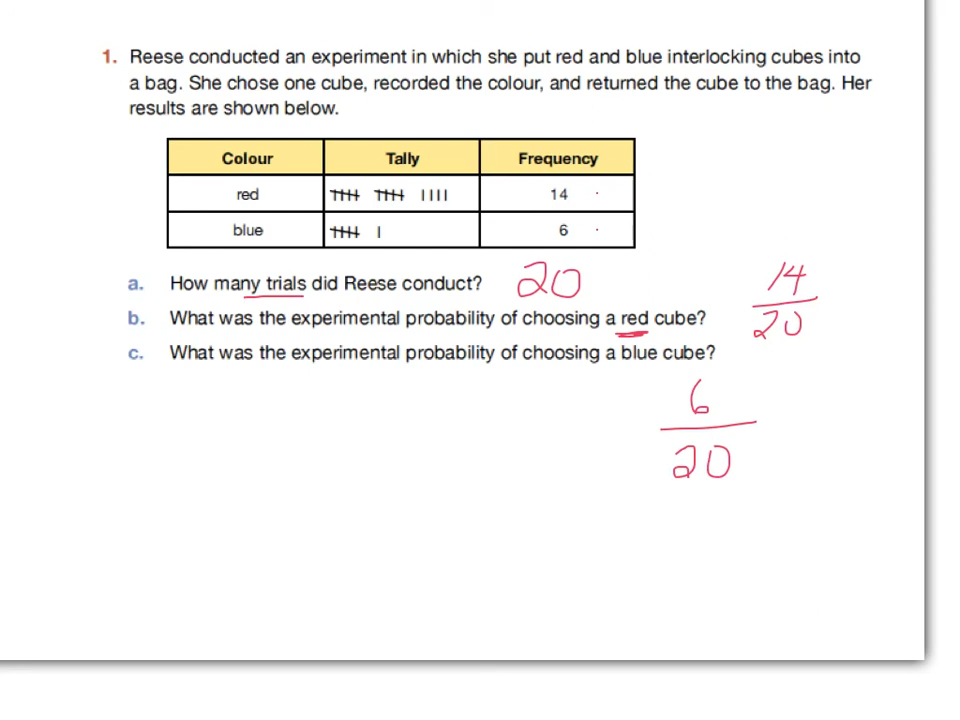 1. Reese conducted an experiment in which she put red and blue interlocking cubes into
a bag. She chose one cube, recorded the colour, and returned the cube to the bag. Her
results are shown below.
Colour Tally Frequency
red 14
blue 6
a. How many trials did Reese conduct? 20
b. What was the experimental probability of choosing a red cube? 14/20
c. What was the experimental probability of choosing a blue cube?
6
20